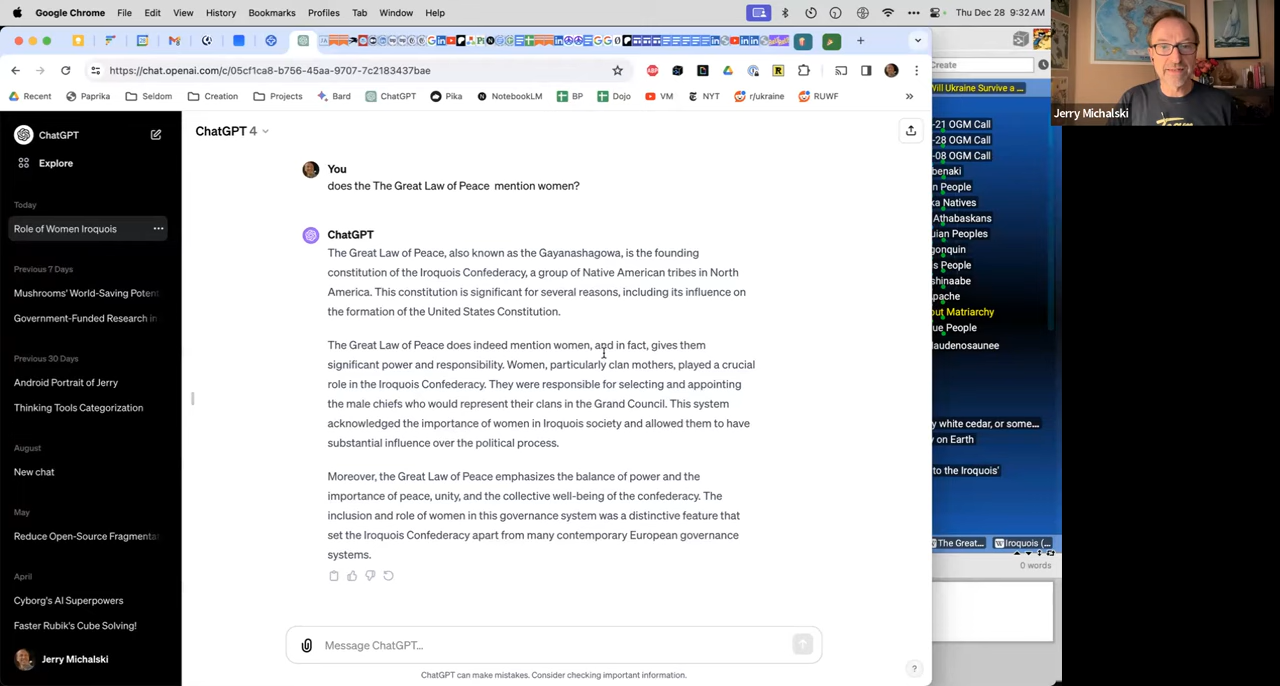 Google Chrome File Edit View History Bookmarks Profiles Tab Window Help Thu Dec 28 9:32 AM
https://chat.openai.com/c/05cf1ca8-b756-45aa-9707-7c2183437bae
Create
Recent Paprika Seldom Creation Projects Bard ChatGPT Pika NotebookLM BP Dojo VM NYT r/ukraine RUWF »
Will Ukraine Survive a ...
Jerry Michalski
ChatGPT
Explore
Today
Role of Women Iroquois ...
Previous 7 Days
Mushrooms' World-Saving Potent
Government-Funded Research in
Previous 30 Days
Android Portrait of Jerry
Thinking Tools Categorization
August
New chat
May
Reduce Open-Source Fragmenta
April
Cyborg's AI Superpowers
Faster Rubik's Cube Solving!
Jerry Michalski
ChatGPT 4
You
does the The Great Law of Peace  mention women?
ChatGPT
The Great Law of Peace, also known as the Gayanashagowa, is the founding
constitution of the Iroquois Confederacy, a group of Native American tribes in North
America. This constitution is significant for several reasons, including its influence on
the formation of the United States Constitution.
The Great Law of Peace does indeed mention women, and in fact, gives them
significant power and responsibility. Women, particularly clan mothers, played a crucial
role in the Iroquois Confederacy. They were responsible for selecting and appointing
the male chiefs who would represent their clans in the Grand Council. This system
acknowledged the importance of women in Iroquois society and allowed them to have
substantial influence over the political process.
Moreover, the Great Law of Peace emphasizes the balance of power and the
importance of peace, unity, and the collective well-being of the confederacy. The
inclusion and role of women in this governance system was a distinctive feature that
set the Iroquois Confederacy apart from many contemporary European governance
systems.
Message ChatGPT...
ChatGPT can make mistakes. Consider checking important information.
?
-21 OGM Call
-28 OGM Call
-08 OGM Call
benaki
n People
ka Natives
Athabaskans
uian Peoples
gonquin
s People
shinaabe
pache
out Matriarchy
ue People
laudenosaunee
y white cedar, or some...
y on Earth
to the Iroquois'
The Great... Iroquois (...
0 words